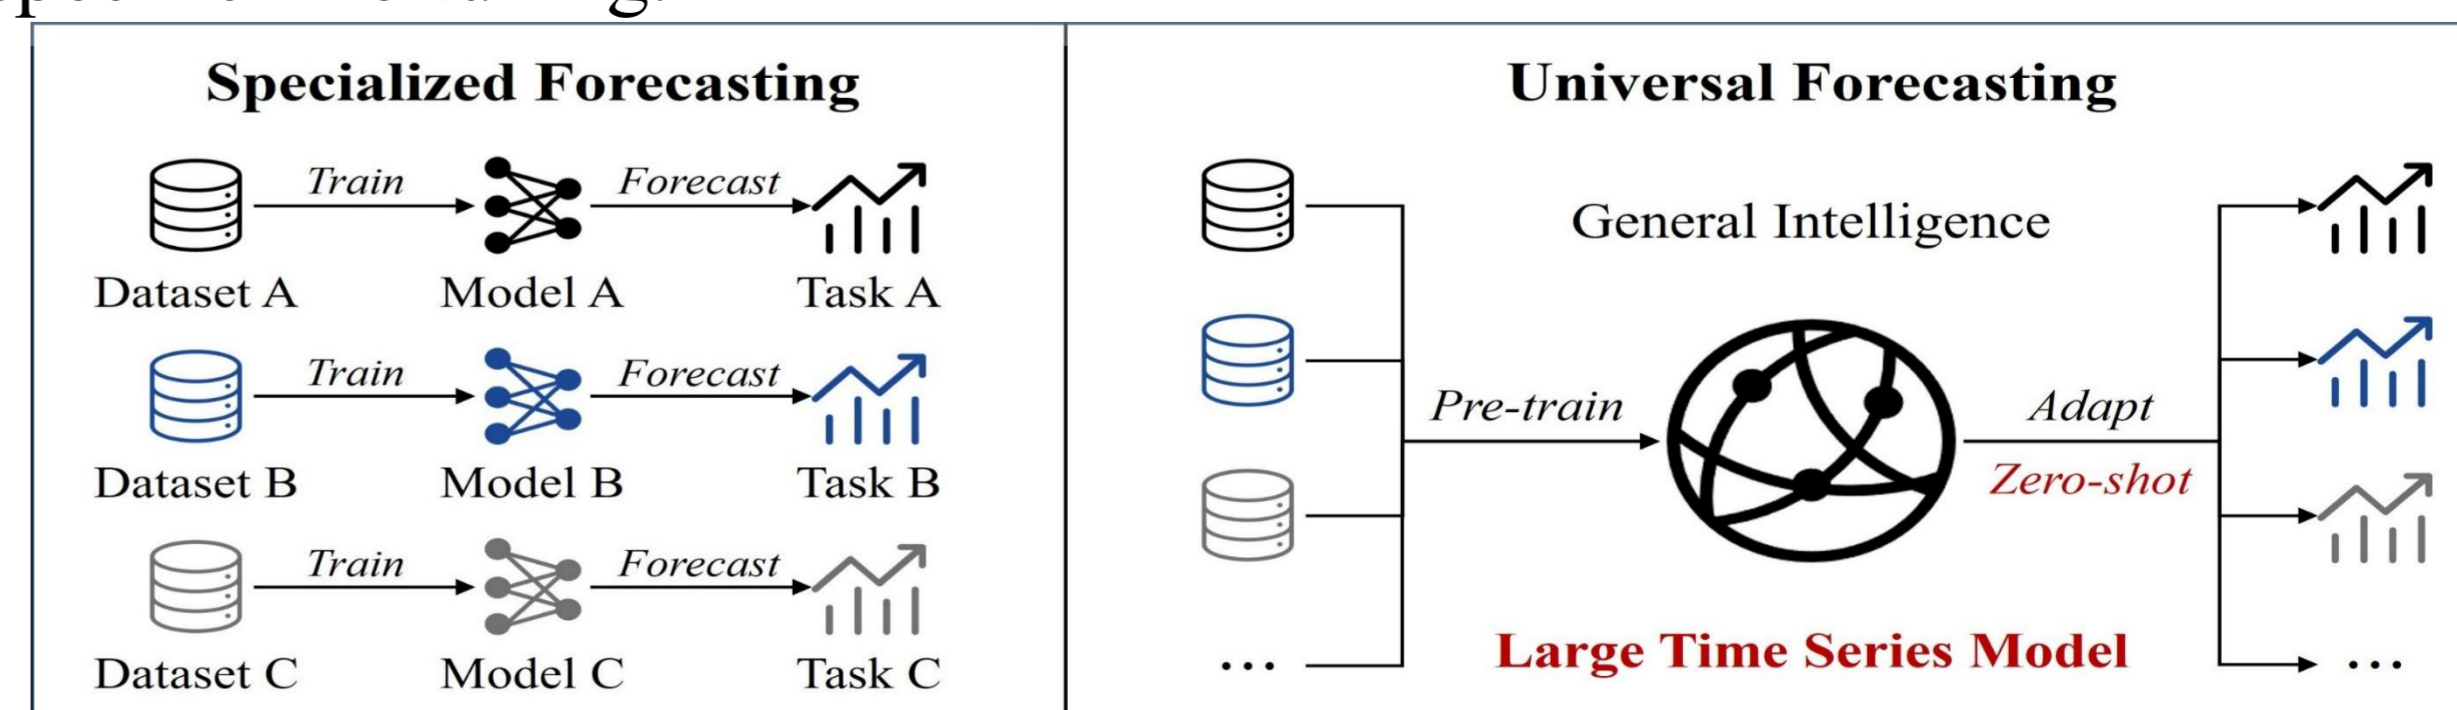 Specialized Forecasting
Train
Forecast
Dataset A
Model A
Task A
Train
Forecast
Dataset B
Model B
Task B
Train
Forecast
Dataset C
Model C
Task C
Universal Forecasting
General Intelligence
Pre-train
Adapt
Zero-shot
Large Time Series Model
...
...